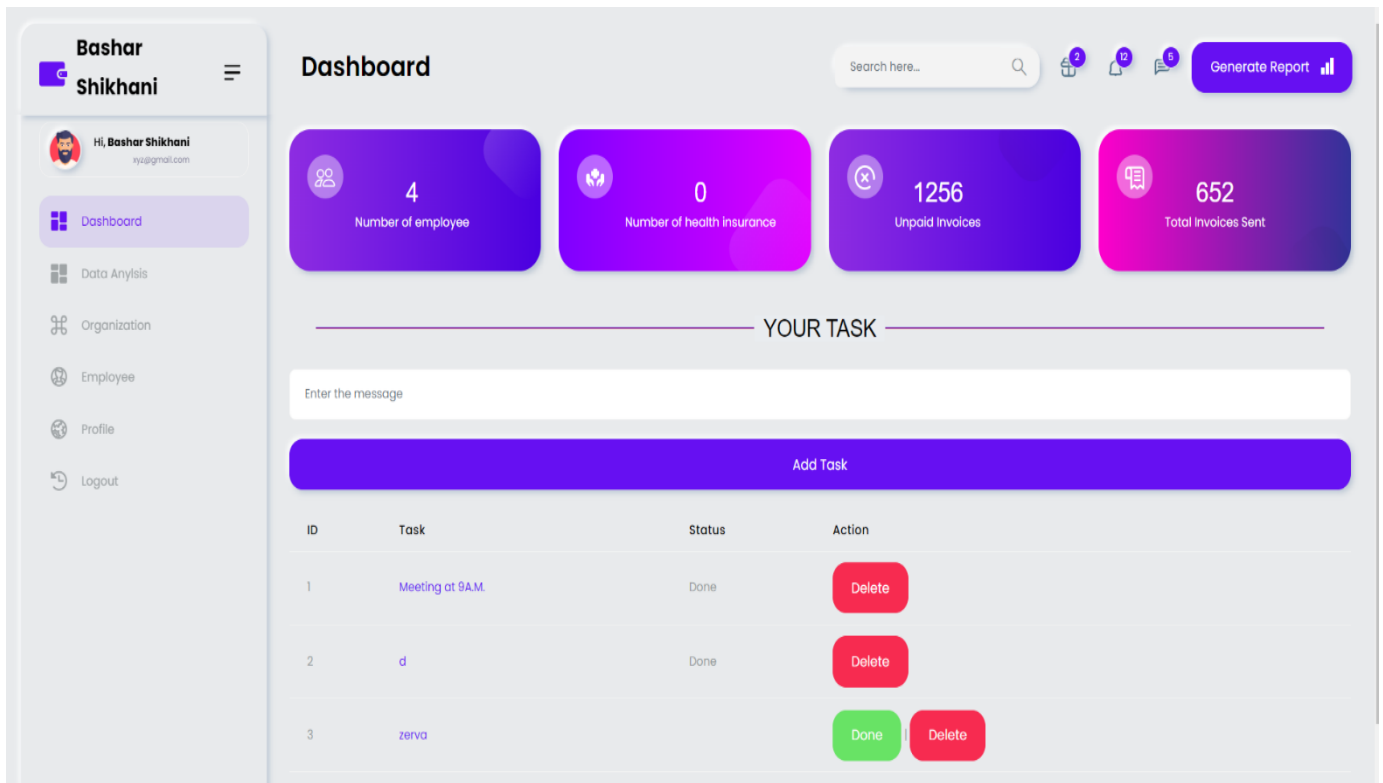 Bashar
Shikhani
Hi, Bashar Shikhani
xyz@gmail.com
Dashboard
Data Anylsis
Organization
Employee
Profile
Logout
Dashboard
Search here...
2
12
5
Generate Report
4
Number of employee
0
Number of health insurance
1256
Unpaid Invoices
652
Total Invoices Sent
YOUR TASK
Enter the message
Add Task
ID Task Status Action
1 Meeting at 9A.M. Done Delete
2 d Done Delete
3 zerva Done | Delete